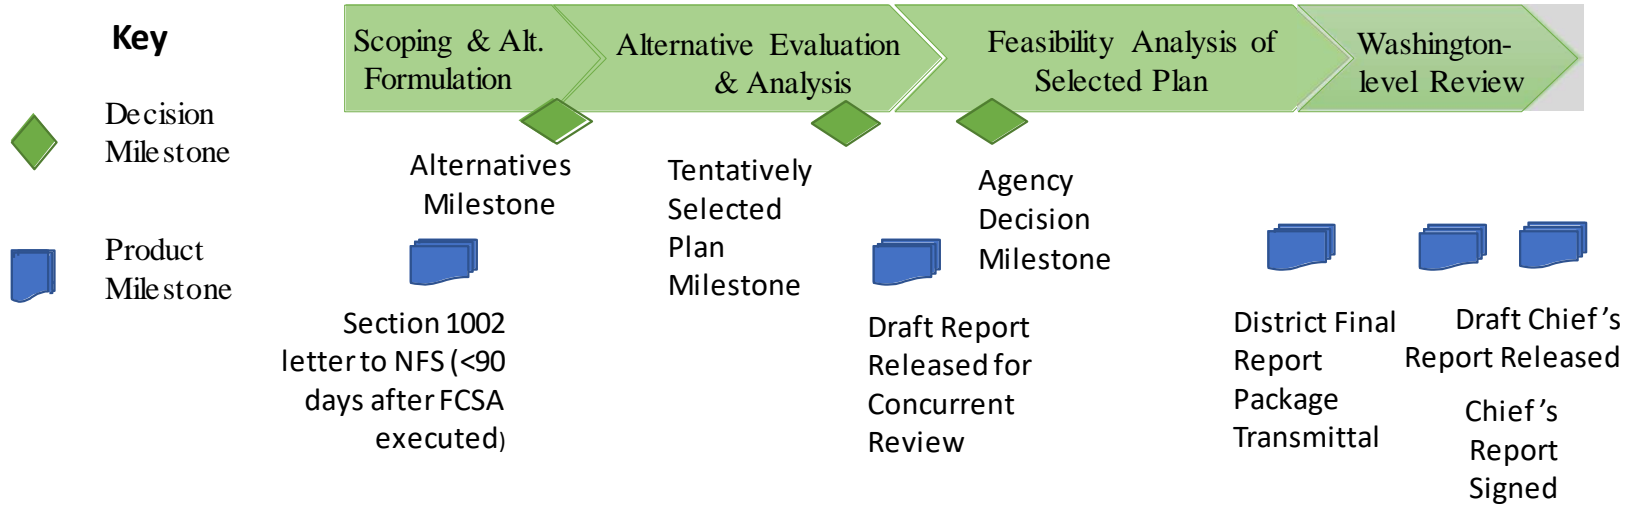 Key
Decision
Milestone
Product
Milestone
Scoping & Alt.
Formulation
Alternative Evaluation
& Analysis
Feasibility Analysis of
Selected Plan
Washington-
level Review
Alternatives
Milestone
Tentatively
Selected
Plan
Milestone
Agency
Decision
Milestone
Section 1002
letter to NFS (<90
days after FCSA
executed)
Draft Report
Released for
Concurrent
Review
District Final
Report
Package
Transmittal
Draft Chief's
Report Released
Chief's
Report
Signed